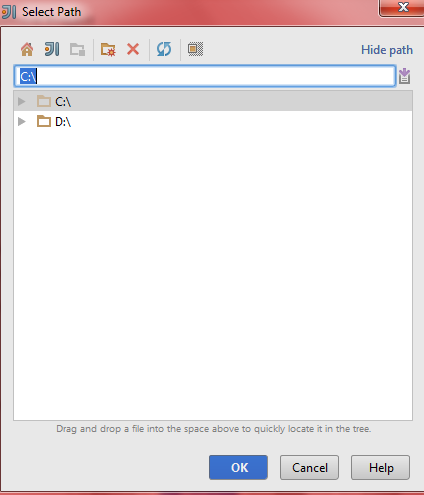 Select Path
Hide path
C:\
C:\
D:\
Drag and drop a file into the space above to quickly locate it in the tree.
OK
Cancel
Help